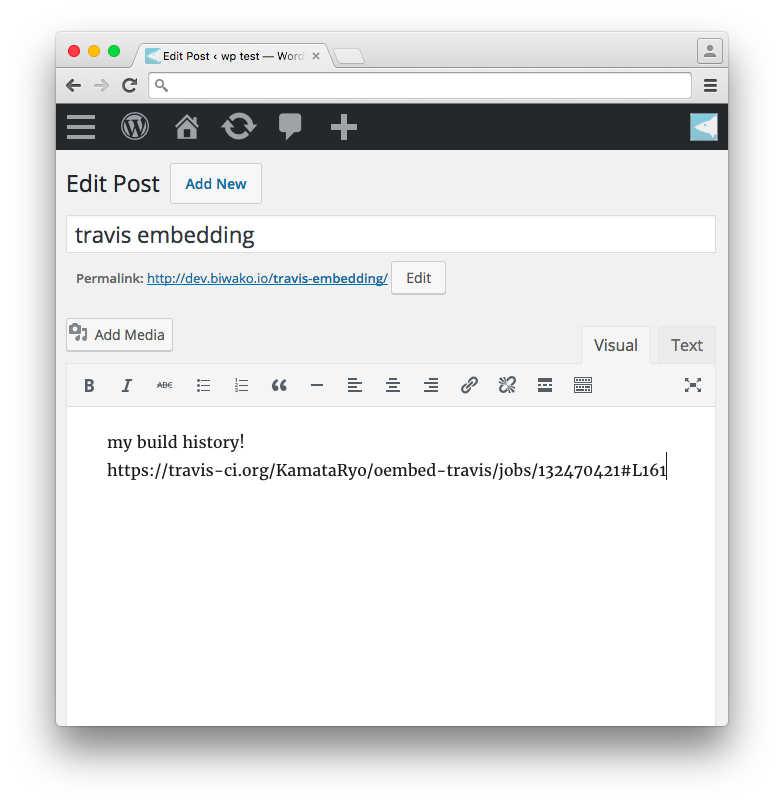 Edit Post ‹ wp test — Word
Edit Post
Add New
travis embedding
Permalink: http://dev.biwako.io/travis-embedding/ Edit
Add Media
Visual
Text
B I ABC
my build history!
https://travis-ci.org/KamataRyo/oembed-travis/jobs/132470421#L161